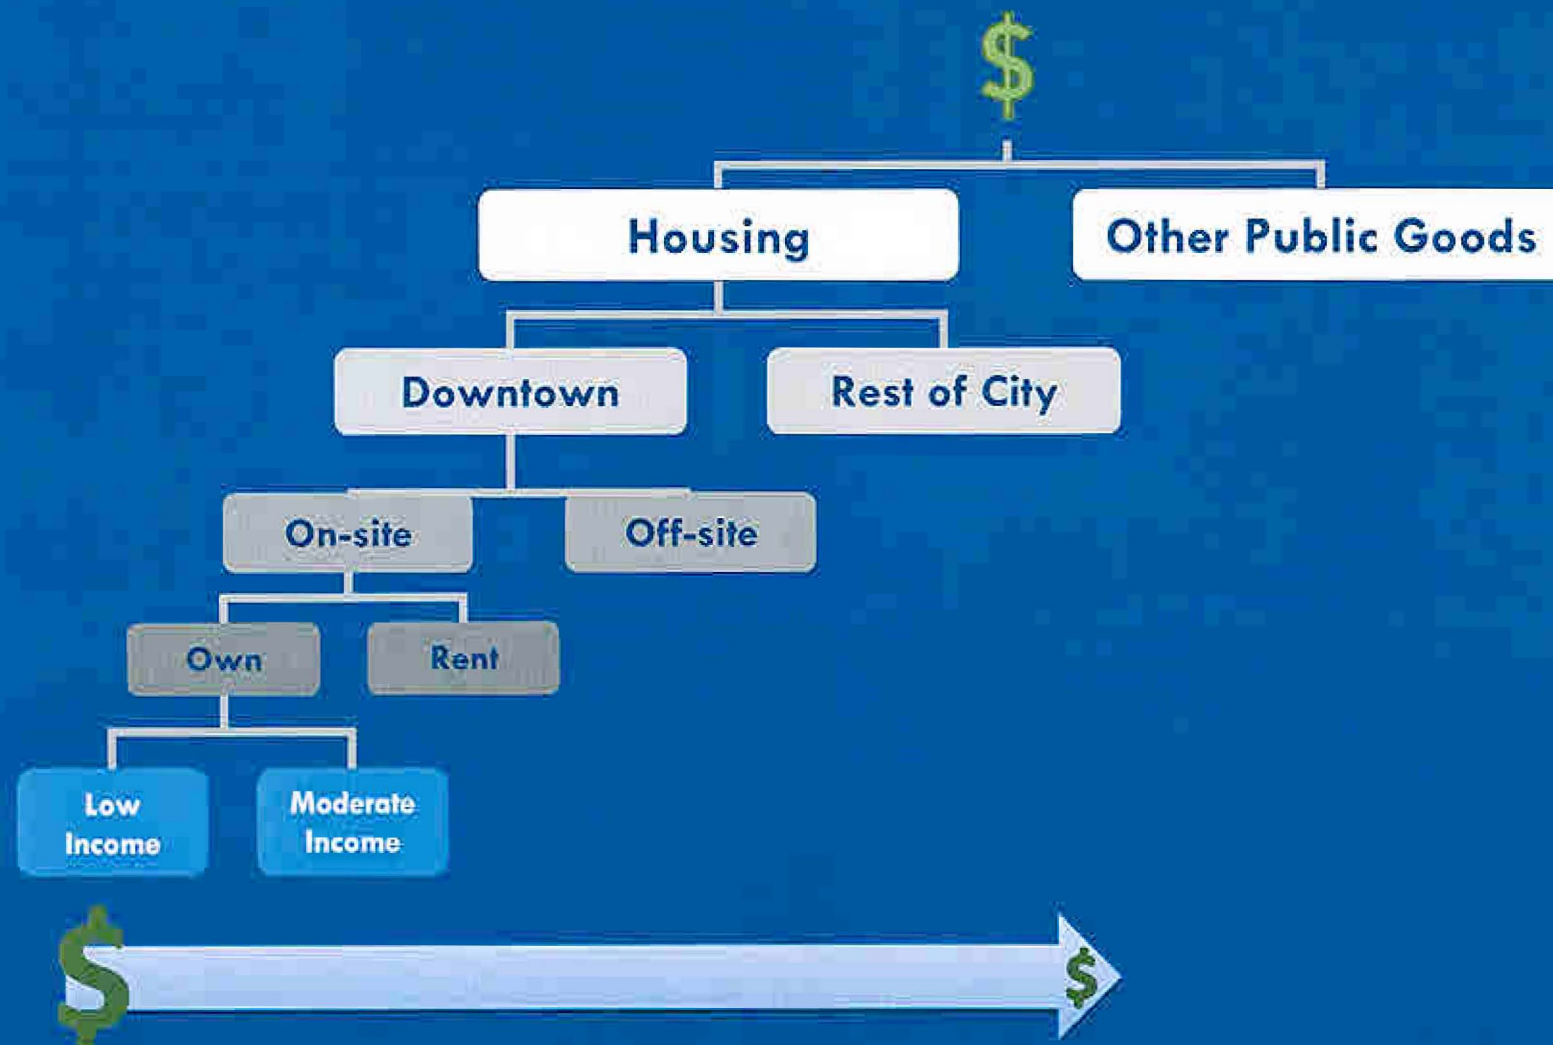 $
Housing
Other Public Goods
Downtown
Rest of City
On-site
Off-site
Own
Rent
Low
Income
Moderate
Income
$
$